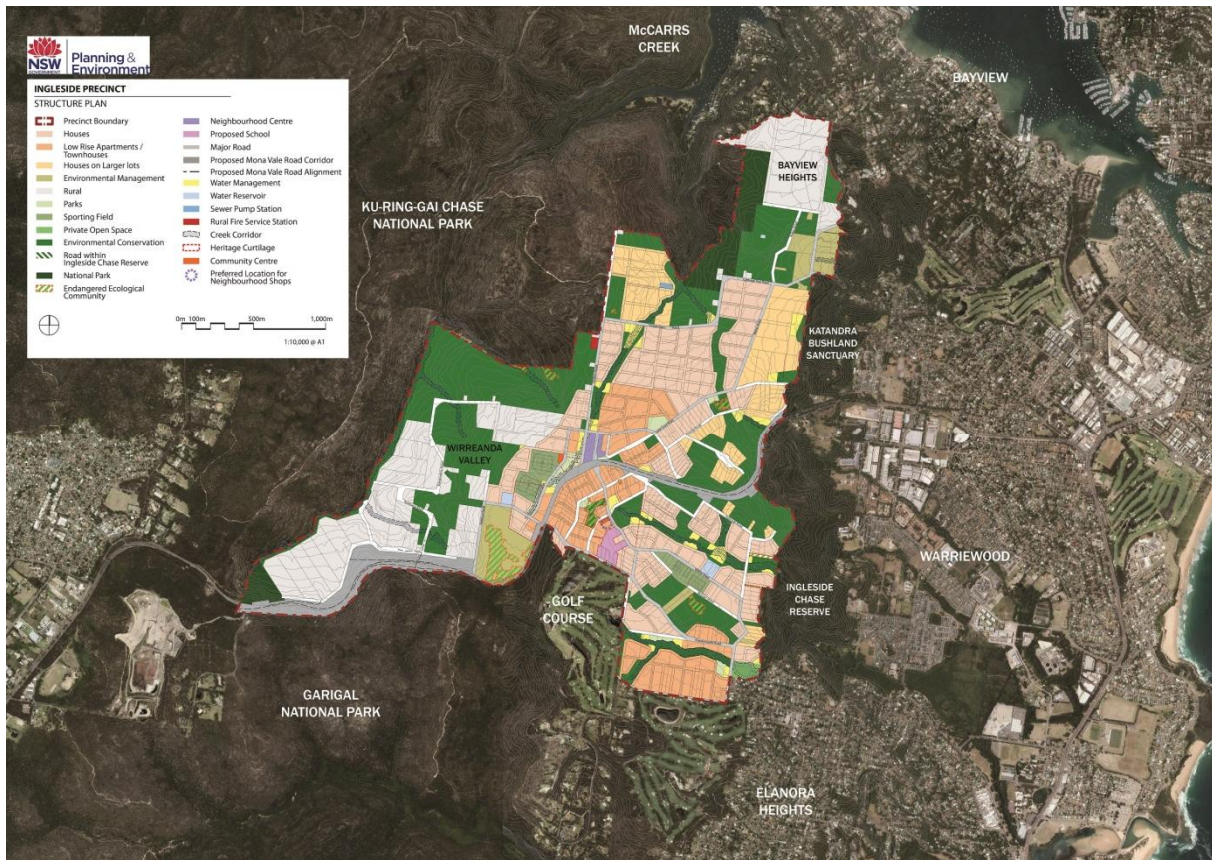 McCARRS
CREEK
BAYVIEW
NSW
GOVERNMENT
Planning &
Environment
INGLESIDE PRECINCT
STRUCTURE PLAN
Precinct Boundary
Houses
Low Rise Apartments /
Townhouses
Houses on Larger lots
Environmental Management
Rural
Parks
Sporting Field
Private Open Space
Environmental Conservation
Road within
Ingleside Chase Reserve
National Park
Endangered Ecological
Community
Neighbourhood Centre
Proposed School
Major Road
Proposed Mona Vale Road Corridor
Proposed Mona Vale Road Alignment
Water Management
Water Reservoir
Sewer Pump Station
Rural Fire Service Station
Creek Corridor
Heritage Curtilage
Community Centre
Preferred Location for
Neighbourhood Shops
0m 100m 500m 1,000m
1:10,000 @ A1
BAYVIEW
HEIGHTS
KU-RING-GAI CHASE
NATIONAL PARK
KATANDRA
BUSHLAND
SANCTUARY
WIRREANDA
VALLEY
WARRIEWOOD
INGLESIDE
CHASE
RESERVE
GOLF
COURSE
GARIGAL
NATIONAL PARK
ELANORA
HEIGHTS